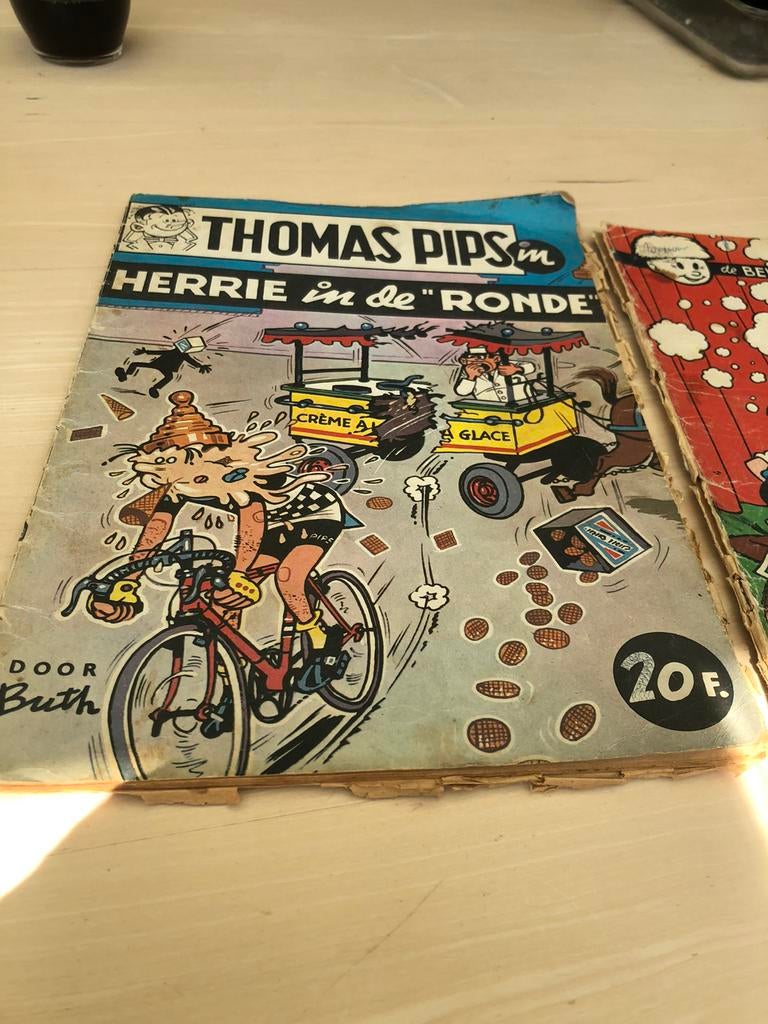 THOMAS PIPS in
HERRIE in de "RONDE"
CRÈME À
À GLACE
PIPS
DOOR
Buth
20 F.
de BE